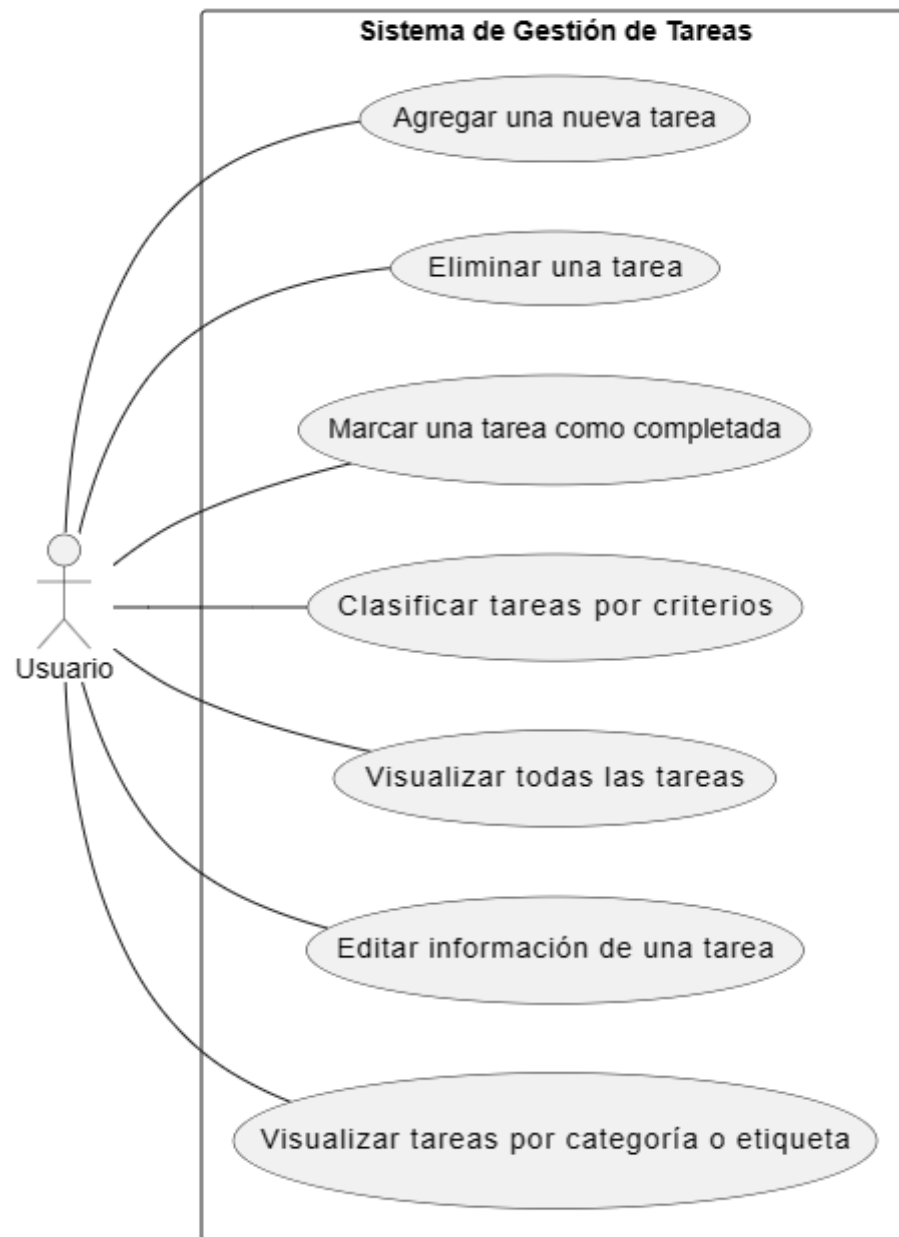 Sistema de Gestión de Tareas
Agregar una nueva tarea
Eliminar una tarea
Marcar una tarea como completada
Clasificar tareas por criterios
Usuario
Visualizar todas las tareas
Editar información de una tarea
Visualizar tareas por categoría o etiqueta